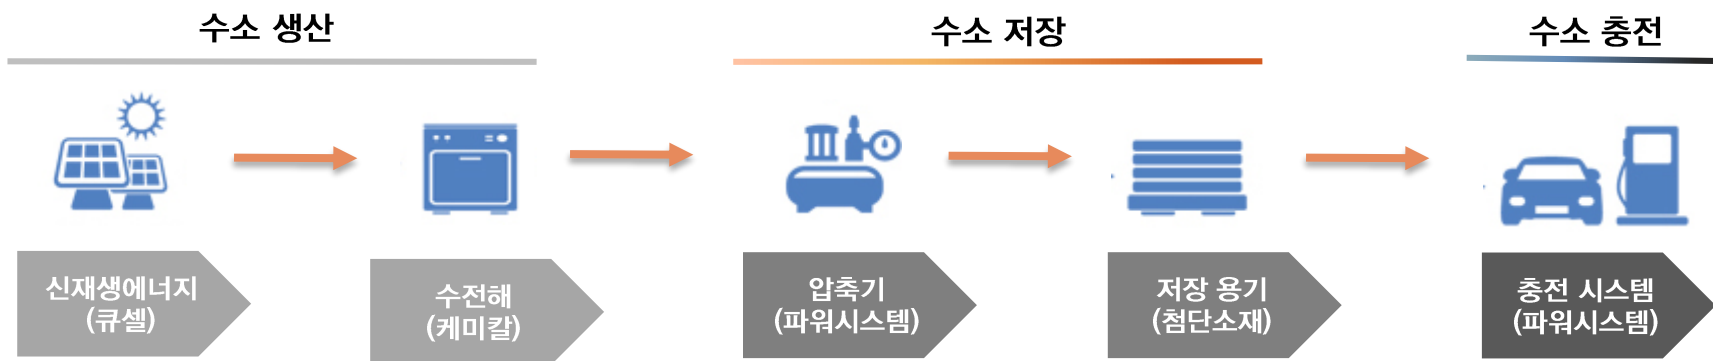 수소 생산
수소 저장
수소 충전
신재생에너지
(큐셀)
수전해
(케미칼)
압축기
(파워시스템)
저장 용기
(첨단소재)
충전 시스템
(파워시스템)